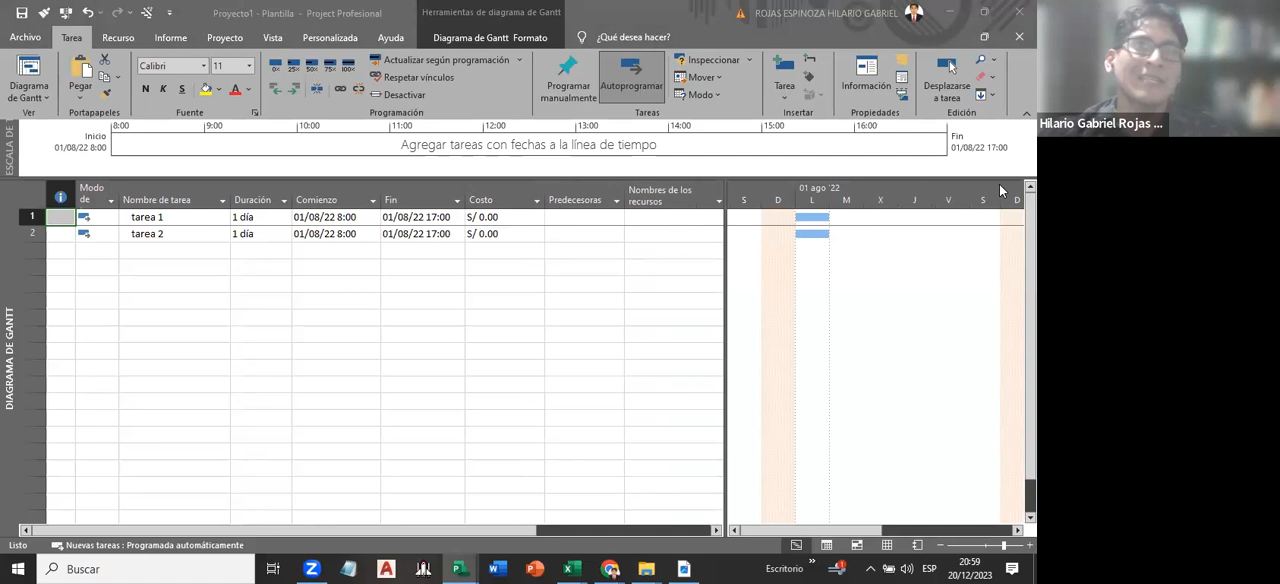 Proyecto1 - Plantilla - Project Profesional
Herramientas de diagrama de Gantt
ROJAS ESPINOZA HILARIO GABRIEL
Archivo Tarea Recurso Informe Proyecto Vista Personalizada Ayuda Diagrama de Gantt Formato ¿Qué desea hacer?
Diagrama de Gantt
Ver
Pegar
Portapapeles
Calibri 11
N K S A
Fuente
0% 25% 50% 75% 100%
Actualizar según programación
Respetar vínculos
Desactivar
Programación
Programar manualmente
Autoprogramar
Inspeccionar
Mover
Modo
Tareas
Tarea
Insertar
Información
Propiedades
Desplazarse a tarea
Edición
Hilario Gabriel Rojas ...
ESCALA DE
Inicio
01/08/22 8:00
8:00 9:00 10:00 11:00 12:00 13:00 14:00 15:00 16:00
Agregar tareas con fechas a la línea de tiempo
Fin
01/08/22 17:00
DIAGRAMA DE GANTT
Modo de Nombre de tarea Duración Comienzo Fin Costo Predecesoras Nombres de los recursos
01 ago '22
S D L M X J V S D
1 tarea 1 1 día 01/08/22 8:00 01/08/22 17:00 S/ 0.00
2 tarea 2 1 día 01/08/22 8:00 01/08/22 17:00 S/ 0.00
Listo Nuevas tareas : Programada automáticamente
Buscar
Escritorio
ESP
20:59
20/12/2023